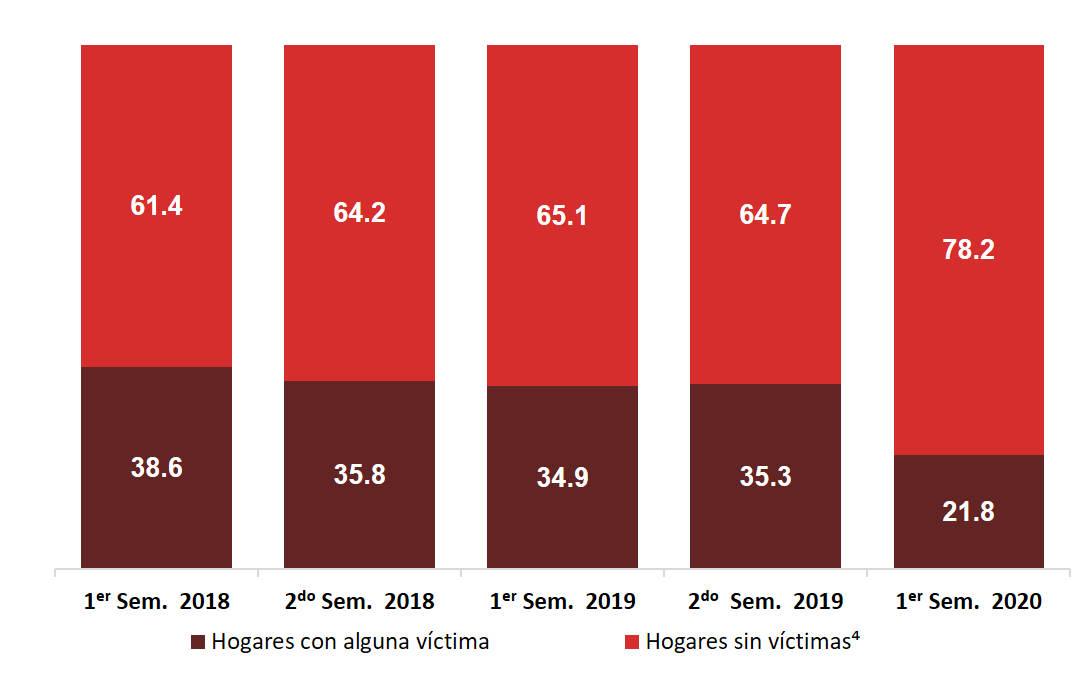 61.4
64.2
65.1
64.7
78.2
38.6
35.8
34.9
35.3
21.8
1er Sem. 2018
2do Sem. 2018
1er Sem. 2019
2do Sem. 2019
1er Sem. 2020
Hogares con alguna víctima
Hogares sin víctimas⁴